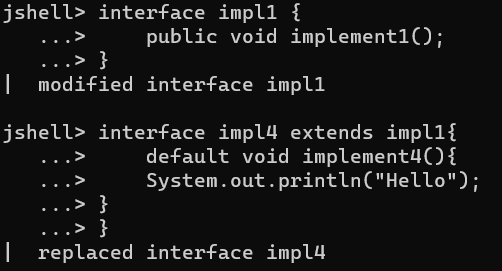 jshell> interface impl1 {
   ...>     public void implement1();
   ...> }
|  modified interface impl1

jshell> interface impl4 extends impl1{
   ...>     default void implement4(){
   ...>     System.out.println("Hello");
   ...> }
   ...> }
|  replaced interface impl4